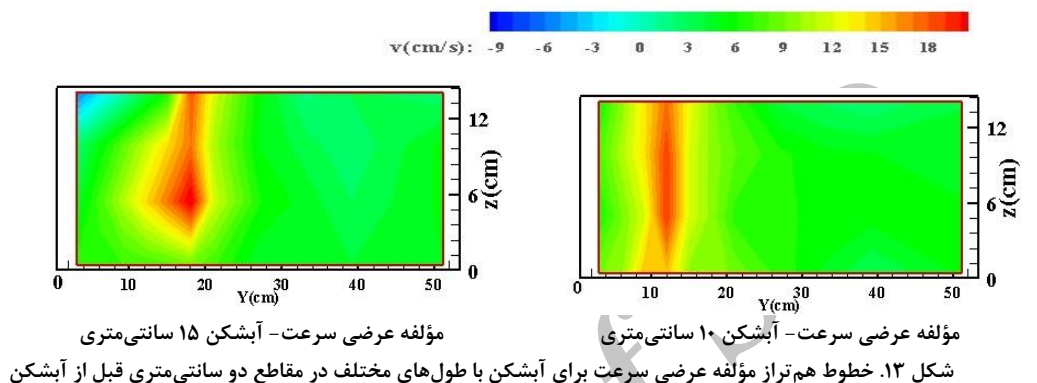 v(cm/s): -9 -6 -3 0 3 6 9 12 15 18
12
6
0
z(cm)
0 10 20 30 40 50
Y(cm)
12
6
0
z(cm)
0 10 20 30 40 50
Y(cm)
مؤلفه عرضی سرعت- آبشکن ۱۰ سانتی‌متری
مؤلفه عرضی سرعت- آبشکن ۱۵ سانتی‌متری
شکل ۱۳. خطوط هم‌تراز مؤلفه عرضی سرعت برای آبشکن با طول‌های مختلف در مقاطع دو سانتی‌متری قبل از آبشکن